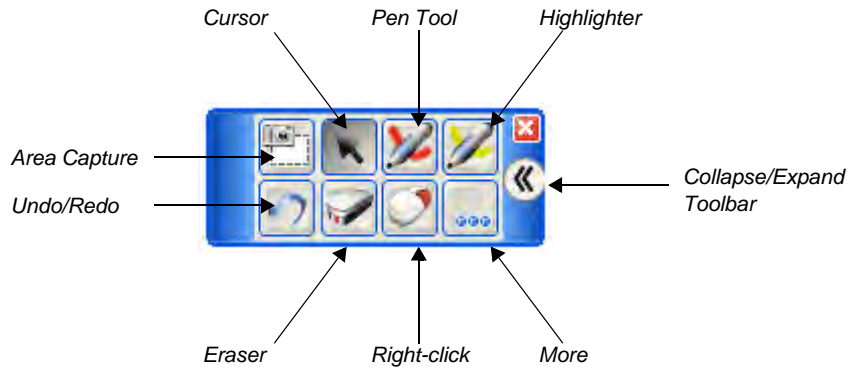 Cursor
Pen Tool
Highlighter
Area Capture
Undo/Redo
Collapse/Expand
Toolbar
Eraser
Right-click
More